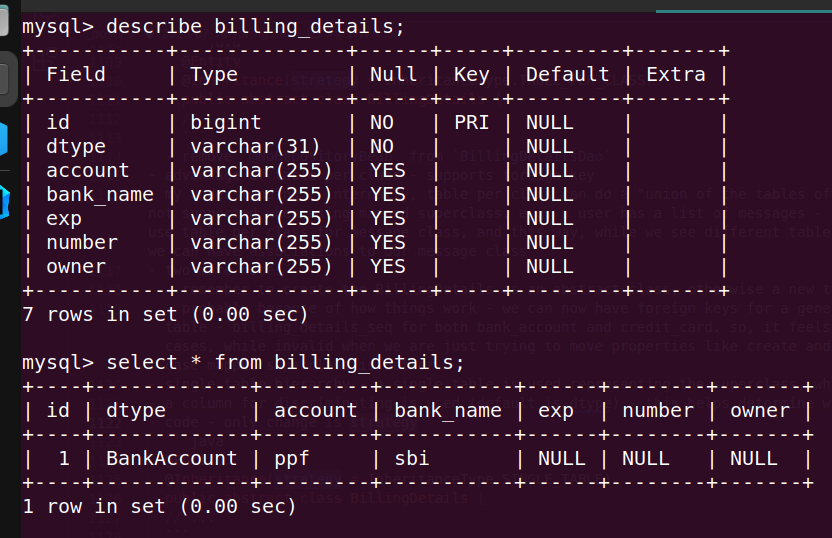 mysql> describe billing_details;
+-----------+--------------+------+-----+---------+-------+
| Field     | Type         | Null | Key | Default | Extra |
+-----------+--------------+------+-----+---------+-------+
| id        | bigint       | NO   | PRI | NULL    |       |
| dtype     | varchar(31)  | NO   |     | NULL    |       |
| account   | varchar(255) | YES  |     | NULL    |       |
| bank_name | varchar(255) | YES  |     | NULL    |       |
| exp       | varchar(255) | YES  |     | NULL    |       |
| number    | varchar(255) | YES  |     | NULL    |       |
| owner     | varchar(255) | YES  |     | NULL    |       |
+-----------+--------------+------+-----+---------+-------+
7 rows in set (0.00 sec)
mysql> select * from billing_details;
+----+-------------+---------+-----------+------+--------+-------+
| id | dtype       | account | bank_name | exp  | number | owner |
+----+-------------+---------+-----------+------+--------+-------+
|  1 | BankAccount | ppf     | sbi       | NULL | NULL   | NULL  |
+----+-------------+---------+-----------+------+--------+-------+
1 row in set (0.00 sec)